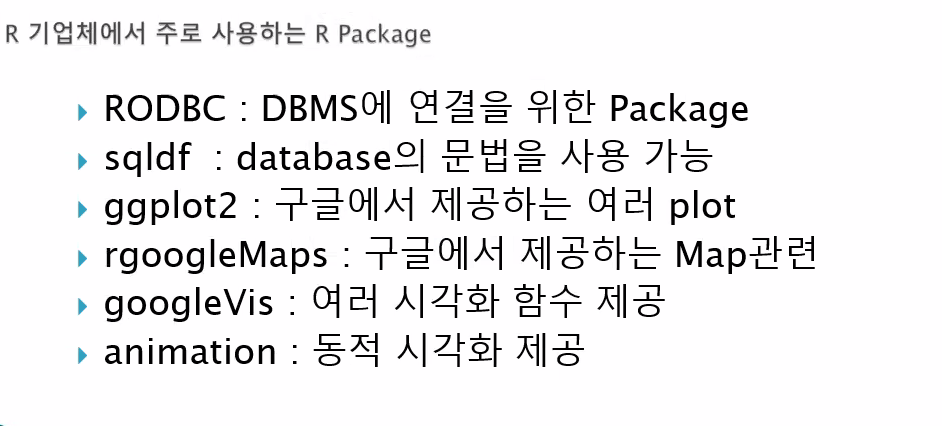 R 기업체에서 주로 사용하는 R Package
RODBC : DBMS에 연결을 위한 Package
sqldf : database의 문법을 사용 가능
ggplot2 : 구글에서 제공하는 여러 plot
rgoogleMaps : 구글에서 제공하는 Map관련
googleVis : 여러 시각화 함수 제공
animation : 동적 시각화 제공